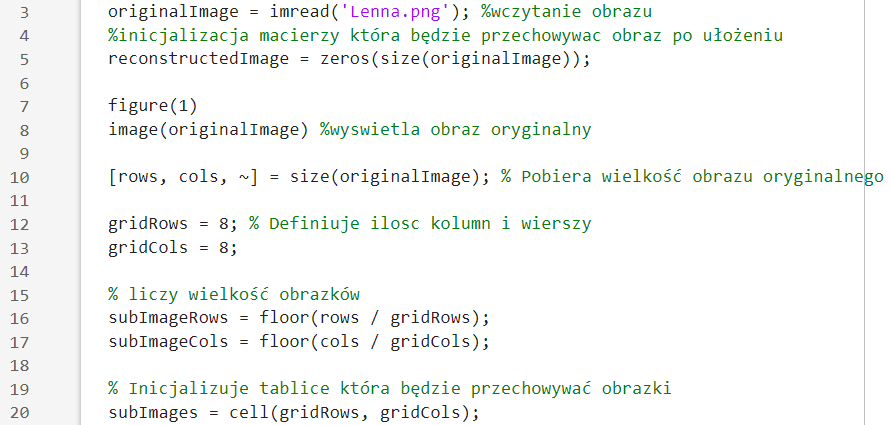 3 originalImage = imread('Lenna.png'); %wczytanie obrazu
4 %inicjalizacja macierzy która będzie przechowywac obraz po ułożeniu
5 reconstructedImage = zeros(size(originalImage));
6
7 figure(1)
8 image(originalImage) %wyswietla obraz oryginalny
9
10 [rows, cols, ~] = size(originalImage); % Pobiera wielkość obrazu oryginalnego
11
12 gridRows = 8; % Definiuje ilosc kolumn i wierszy
13 gridCols = 8;
14
15 % liczy wielkość obrazków
16 subImageRows = floor(rows / gridRows);
17 subImageCols = floor(cols / gridCols);
18
19 % Inicjalizuje tablice która będzie przechowywać obrazki
20 subImages = cell(gridRows, gridCols);